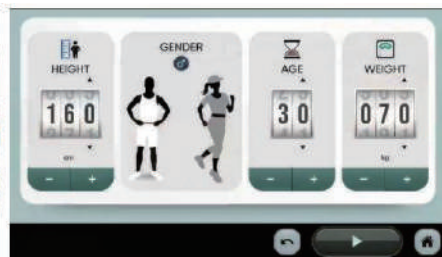 HEIGHT
160
cm
- +
GENDER
AGE
30
- +
WEIGHT
070
kg
- +